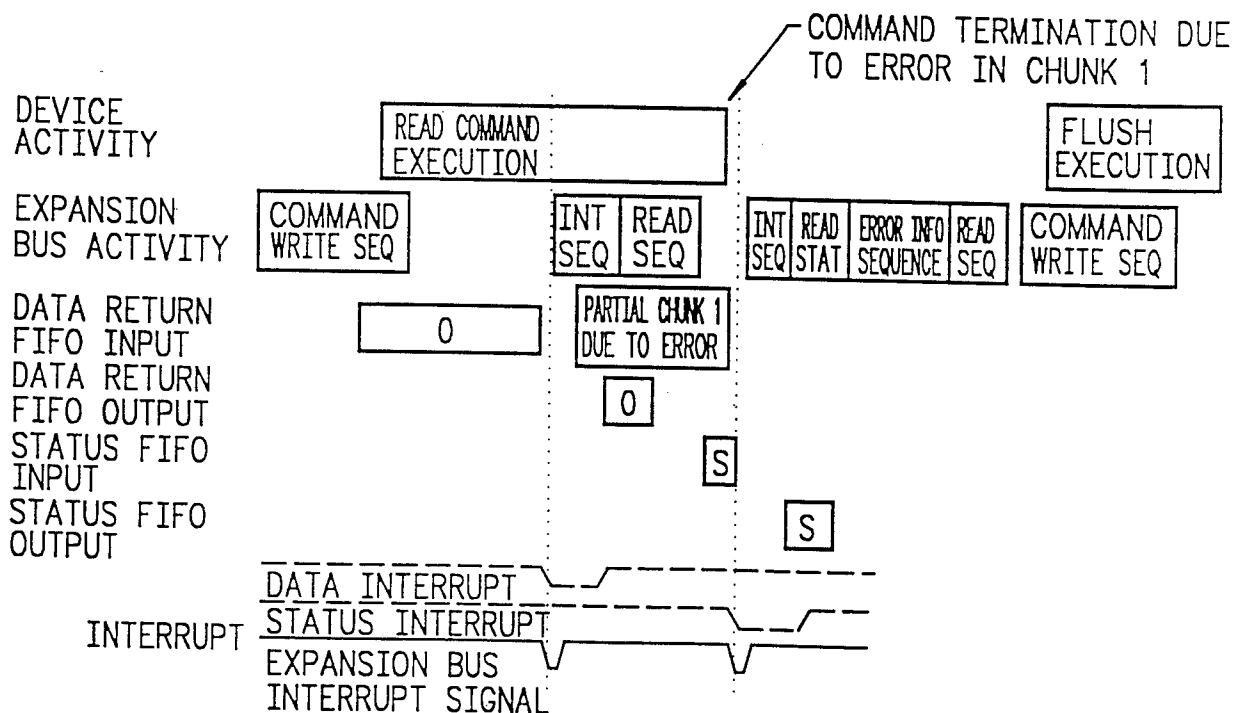 COMMAND TERMINATION DUE
TO ERROR IN CHUNK 1
DEVICE
ACTIVITY
READ COMMAND
EXECUTION
FLUSH
EXECUTION
EXPANSION
BUS ACTIVITY
COMMAND
WRITE SEQ
INT
SEQ
READ
SEQ
INT
SEQ
READ
STAT
ERROR INFO
SEQUENCE
READ
SEQ
COMMAND
WRITE SEQ
DATA RETURN
FIFO INPUT
0
PARTIAL CHUNK 1
DUE TO ERROR
DATA RETURN
FIFO OUTPUT
0
STATUS FIFO
INPUT
S
STATUS FIFO
OUTPUT
S
INTERRUPT
DATA INTERRUPT
STATUS INTERRUPT
EXPANSION BUS
INTERRUPT SIGNAL